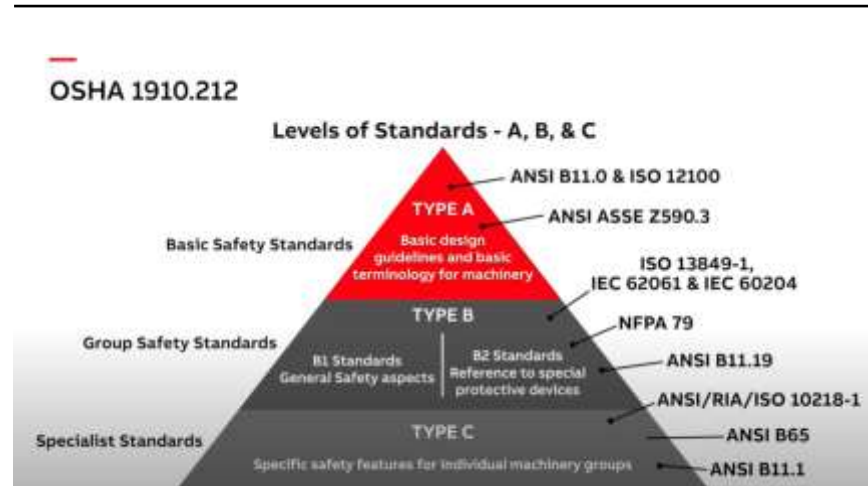 OSHA 1910.212
Levels of Standards - A, B, & C
ANSI B11.0 & ISO 12100
TYPE A
ANSI ASSE Z590.3
Basic Safety Standards
Basic design
guidelines and basic
terminology for machinery
ISO 13849-1,
IEC 62061 & IEC 60204
TYPE B
NFPA 79
Group Safety Standards
B1 Standards
General Safety aspects
B2 Standards
Reference to special
protective devices
ANSI B11.19
ANSI/RIA/ISO 10218-1
TYPE C
ANSI B65
Specialist Standards
Specific safety features for individual machinery groups
ANSI B11.1